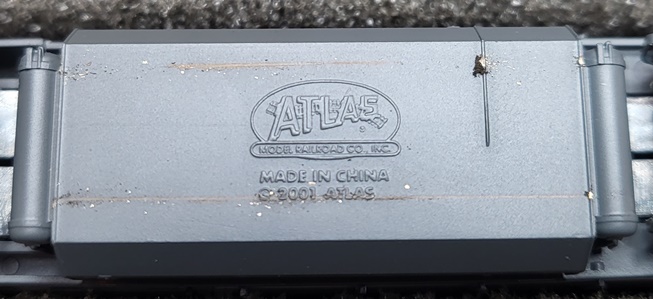 ATLAS
MODEL RAILROAD CO., INC.
MADE IN CHINA
© 2001 ATLAS